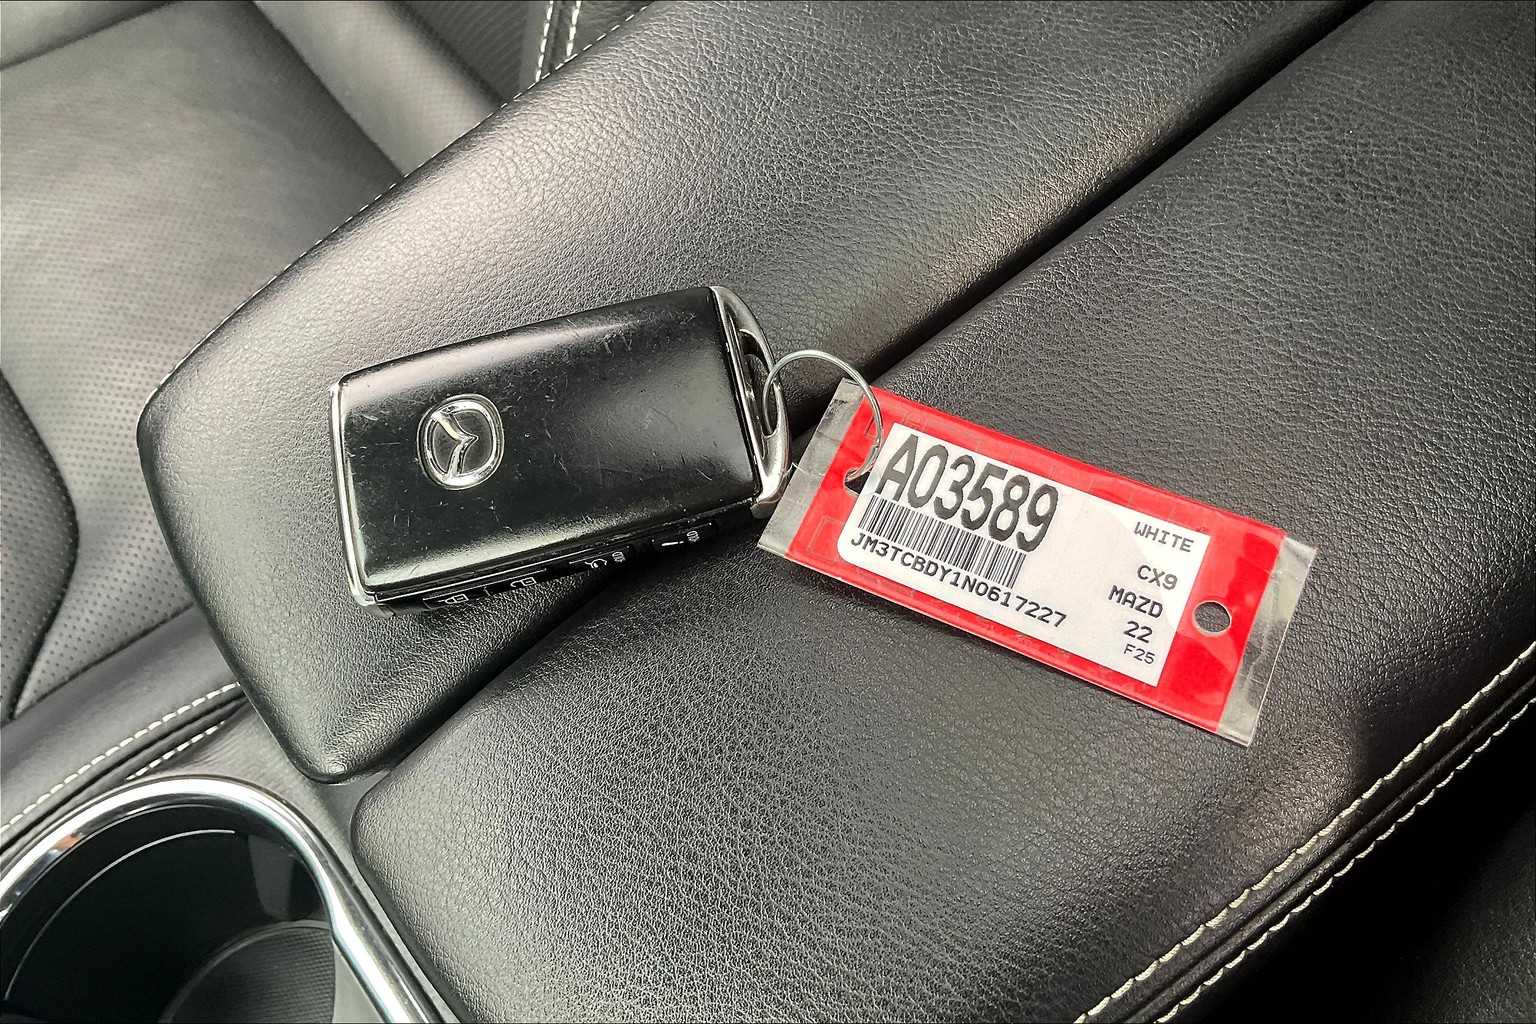 A03589
JM3TCBDY1N0617227
WHITE
CX9
MAZD
22
F25